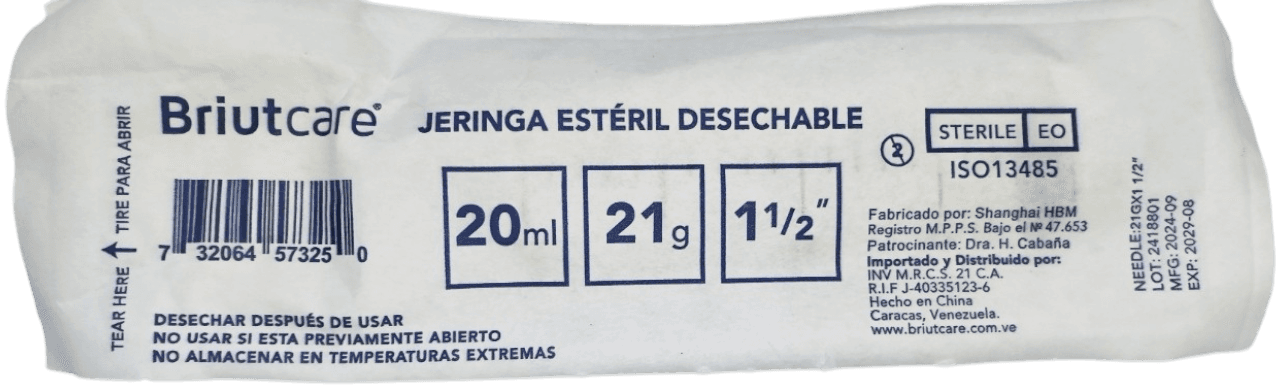 TEAR HERE TIRE PARA ABRIR
Briutcare®
JERINGA ESTÉRIL DESECHABLE
2
STERILE EO
ISO13485
7 32064 57325 0
20ml
21g
1 1/2"
Fabricado por: Shanghai HBM
Registro M.P.P.S. Bajo el Nº 47.653
Patrocinante: Dra. H. Cabaña
Importado y Distribuido por:
INV M.R.C.S. 21 C.A.
R.I.F J-40335123-6
Hecho en China
Caracas, Venezuela.
www.briutcare.com.ve
NEEDLE:21GX1 1/2"
LOT: 2418801
MFG: 2024-09
EXP: 2029-08
DESECHAR DESPUÉS DE USAR
NO USAR SI ESTA PREVIAMENTE ABIERTO
NO ALMACENAR EN TEMPERATURAS EXTREMAS